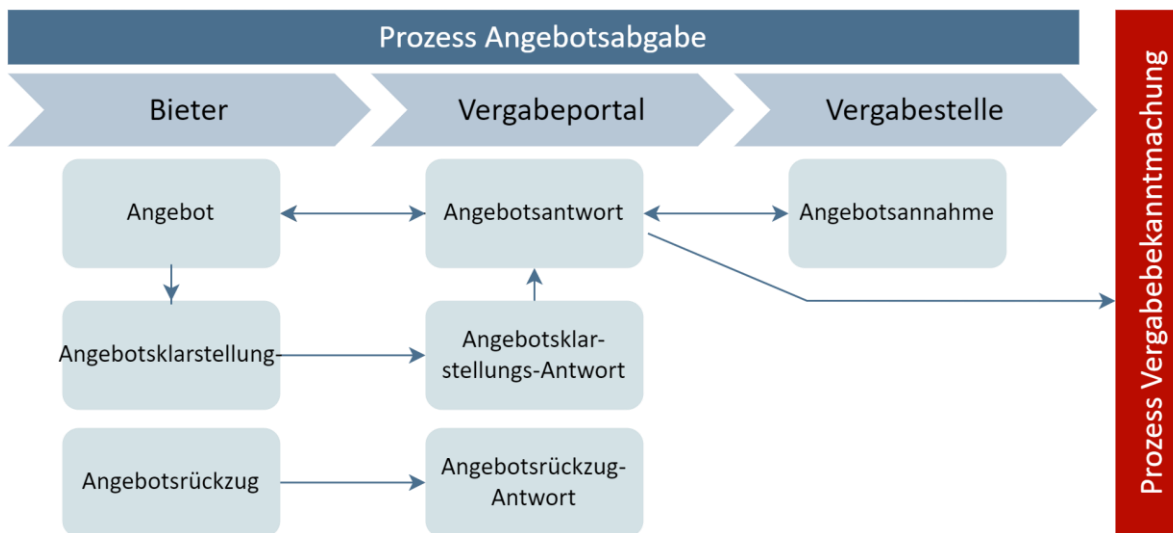 Prozess Angebotsabgabe
Bieter
Vergabeportal
Vergabestelle
Angebot
Angebotsantwort
Angebotsannahme
Angebotsklarstellung-
Angebotsklar-
stellungs-Antwort
Angebotsrückzug
Angebotsrückzug-
Antwort
Prozess Vergabebekanntmachung